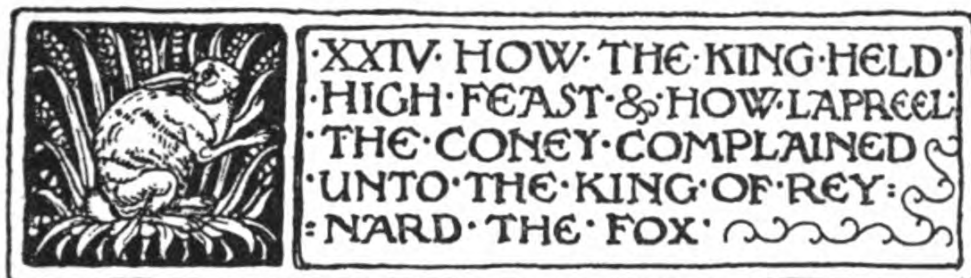 ·XXIV· HOW· THE·KING·HELD·
·HIGH·FEAST·&·HOW·LAPREEL·
·THE·CONEY·COMPLAINED
·UNTO·THE·KING·OF·REY:
:NARD·THE·FOX·